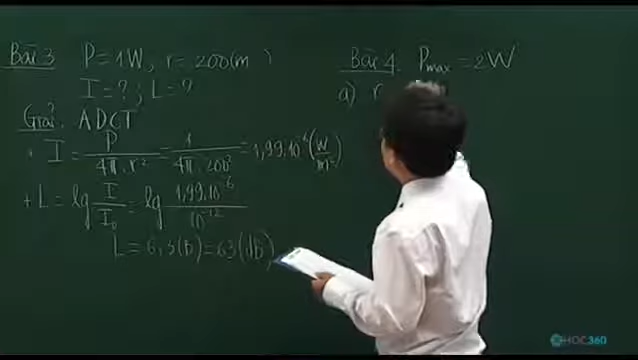 Bài 3 P = 1W, r = 200(m)
I = ? ; L = ?
Giải: ADCT
+ I = P / 4π.r² = 1 / 4π.200² = 1,99.10⁻⁶ (W/m²)
+ L = lg I/I₀ = lg 1,99.10⁻⁶ / 10⁻¹²
L = 6,3(B) = 63(dB)
Bài 4 Pmax = 2W
a) r
HOC360